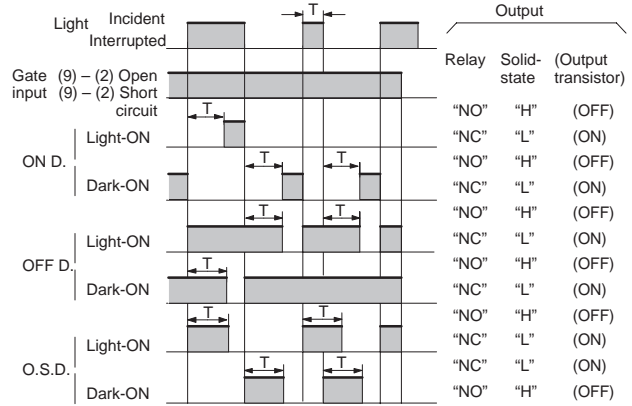 Output
T
Light Incident
Interrupted
Relay Solid-state (Output transistor)
Gate input (9) – (2) Open
(9) – (2) Short circuit
T
"NO" "H" (OFF)
ON D.
Light-ON
"NC" "L" (ON)
T T
"NO" "H" (OFF)
Dark-ON
"NC" "L" (ON)
T T
"NO" "H" (OFF)
OFF D.
Light-ON
"NC" "L" (ON)
T
"NO" "H" (OFF)
Dark-ON
"NC" "L" (ON)
T T
"NO" "H" (OFF)
O.S.D.
Light-ON
"NC" "L" (ON)
T T
"NC" "L" (ON)
Dark-ON
"NO" "H" (OFF)